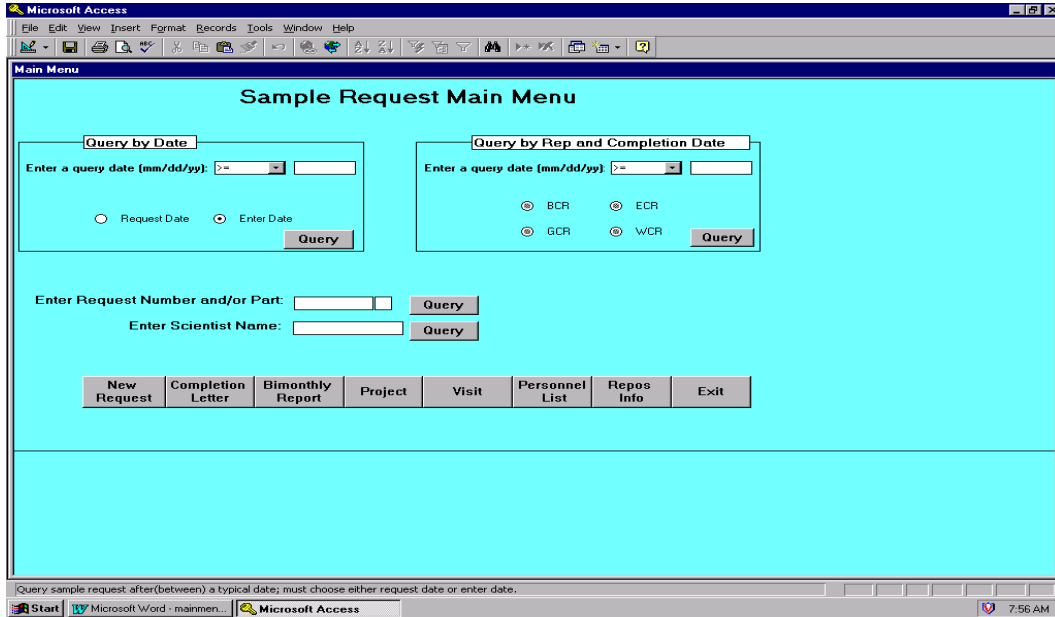 Microsoft Access
File Edit View Insert Format Records Tools Window Help
Main Menu
Sample Request Main Menu
Query by Date
Query by Rep and Completion Date
Enter a query date (mm/dd/yy): >=
Enter a query date (mm/dd/yy): >=
BCR ECR
Request Date Enter Date
GCR WCR
Query
Query
Enter Request Number and/or Part: Query
Enter Scientist Name: Query
New Request
Completion Letter
Bimonthly Report
Project
Visit
Personnel List
Repos Info
Exit
Query sample request after(between) a typical date; must choose either request date or enter date.
Start Microsoft Word - mainmen... Microsoft Access 7:56 AM